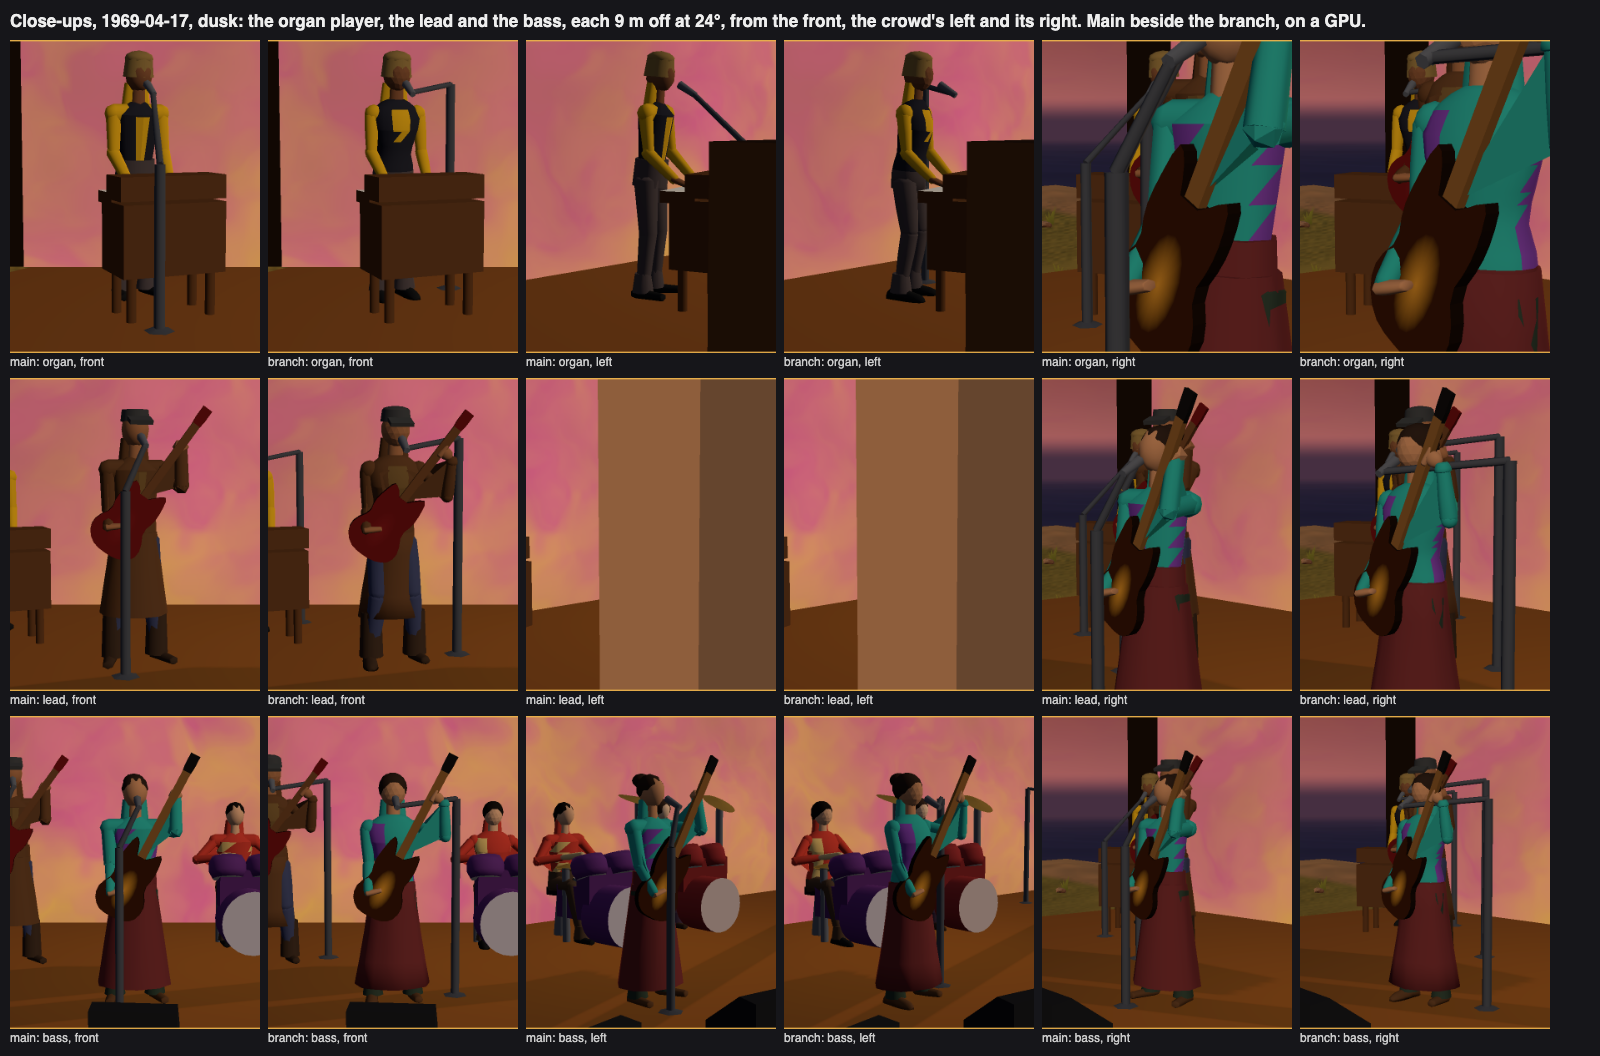 Close-ups, 1969-04-17, dusk: the organ player, the lead and the bass, each 9 m off at 24°, from the front, the crowd's left and its right. Main beside the branch, on a GPU.
main: organ, front
branch: organ, front
main: organ, left
branch: organ, left
main: organ, right
branch: organ, right
main: lead, front
branch: lead, front
main: lead, left
branch: lead, left
main: lead, right
branch: lead, right
main: bass, front
branch: bass, front
main: bass, left
branch: bass, left
main: bass, right
branch: bass, right